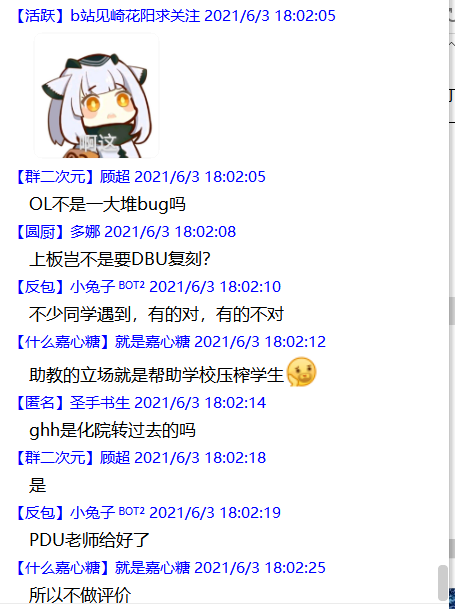 【活跃】b站见崎花阳求关注 2021/6/3 18:02:05
啊这
【群二次元】顾超 2021/6/3 18:02:05
OL不是一大堆bug吗
【圆厨】多娜 2021/6/3 18:02:08
上板岂不是要DBU复刻？
【反包】小兔子 BOT2 2021/6/3 18:02:10
不少同学遇到，有的对，有的不对
【什么嘉心糖】就是嘉心糖 2021/6/3 18:02:12
助教的立场就是帮助学校压榨学生
【匿名】圣手书生 2021/6/3 18:02:14
ghh是化院转过去的吗
【群二次元】顾超 2021/6/3 18:02:18
是
【反包】小兔子 BOT2 2021/6/3 18:02:19
PDU老师给好了
【什么嘉心糖】就是嘉心糖 2021/6/3 18:02:25
所以不做评价